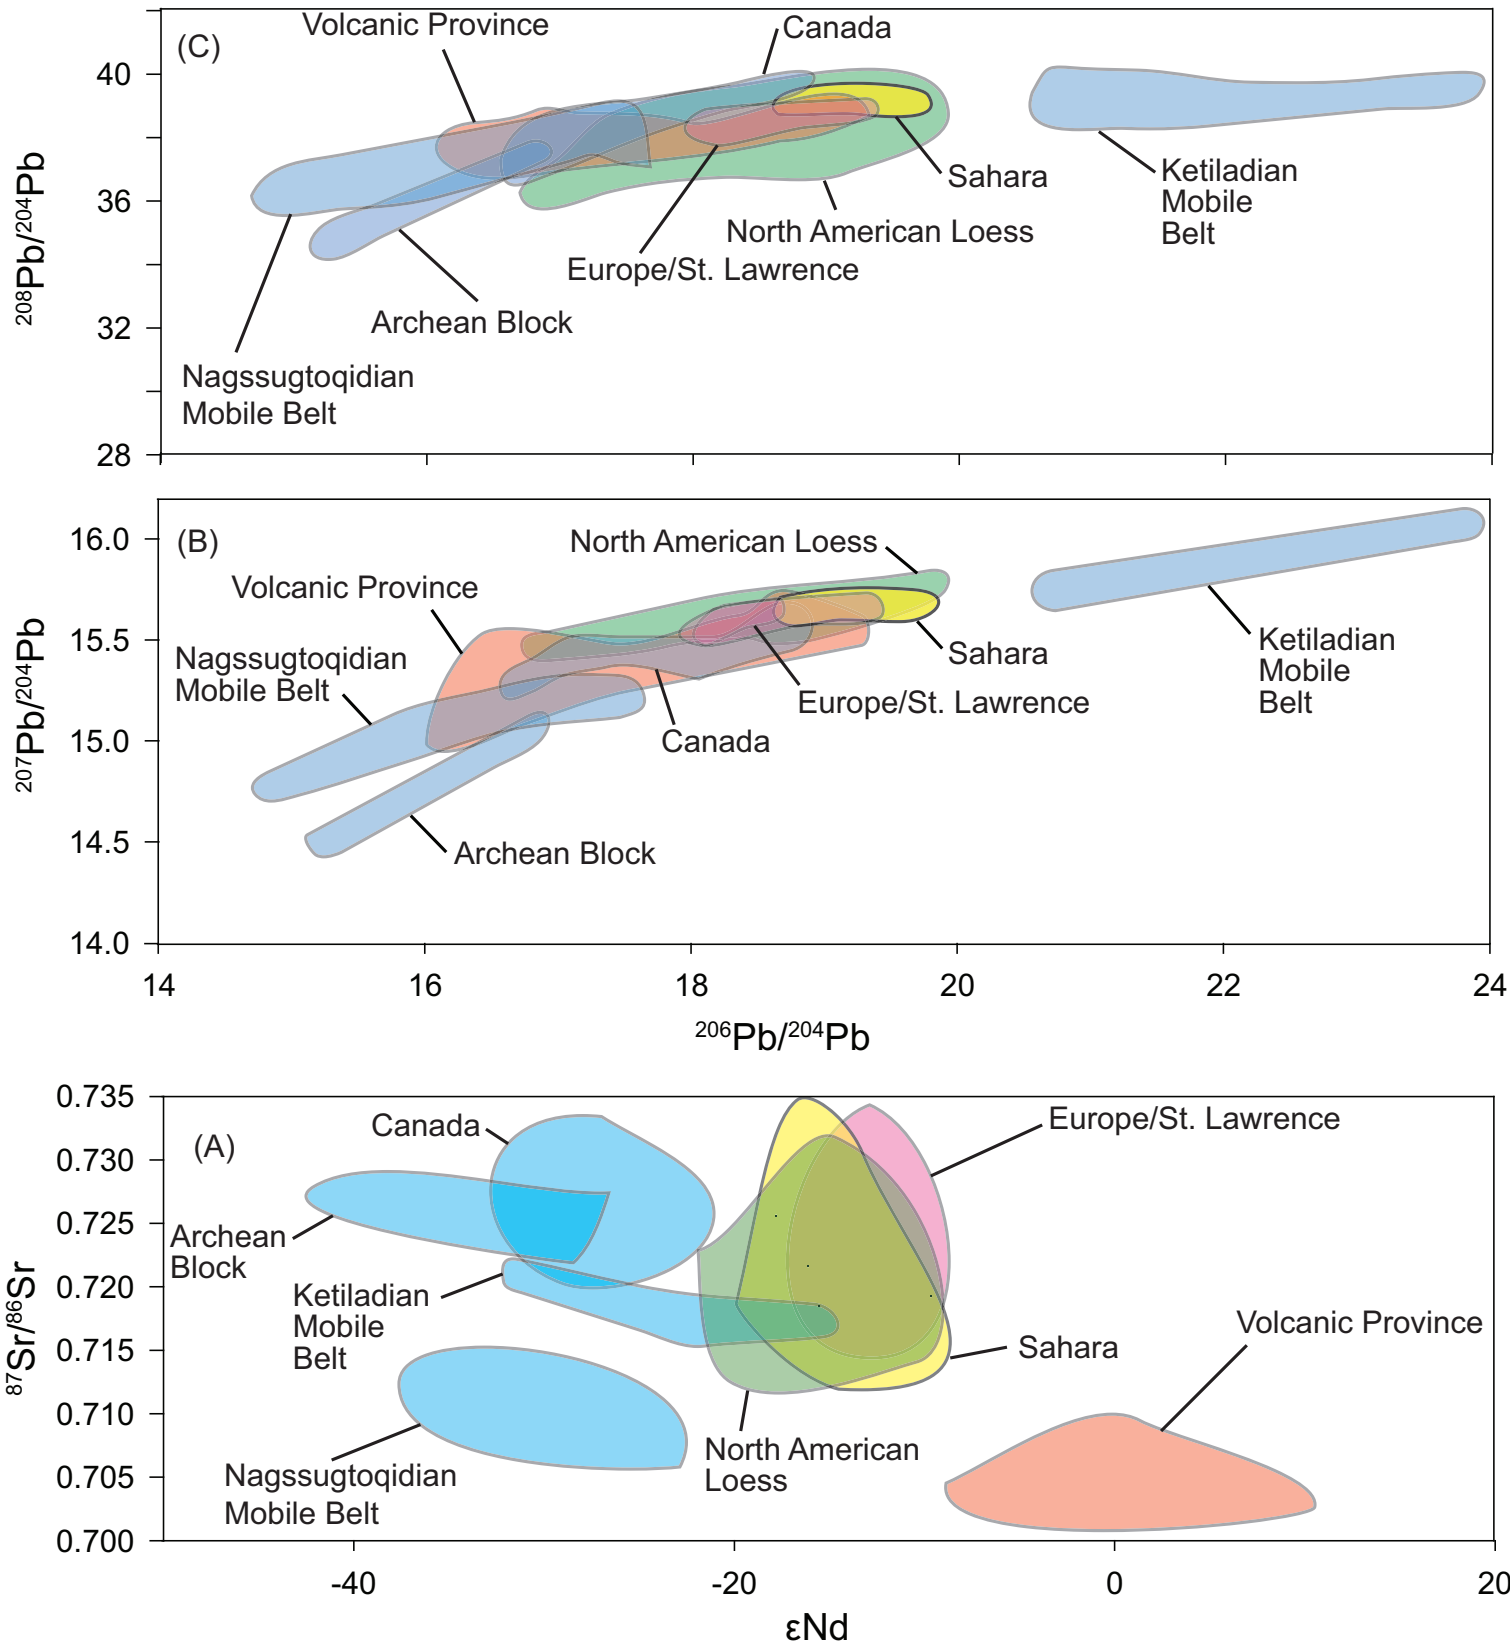 Volcanic Province
Canada
(C)
40
36
32
28
²⁰⁸Pb/²⁰⁴Pb
Sahara
Ketiladian
Mobile
Belt
North American Loess
Europe/St. Lawrence
Archean Block
Nagssugtoqidian
Mobile Belt
(B)
16.0
15.5
15.0
14.5
14.0
²⁰⁷Pb/²⁰⁴Pb
North American Loess
Volcanic Province
Nagssugtoqidian
Mobile Belt
Sahara
Ketiladian
Mobile
Belt
Europe/St. Lawrence
Canada
Archean Block
14 16 18 20 22 24
²⁰⁶Pb/²⁰⁴Pb
0.735
0.730
0.725
0.720
0.715
0.710
0.705
0.700
⁸⁷Sr/⁸⁶Sr
(A)
Canada
Europe/St. Lawrence
Archean
Block
Ketiladian
Mobile
Belt
Volcanic Province
Sahara
North American
Loess
Nagssugtoqidian
Mobile Belt
-40 -20 0 20
εNd